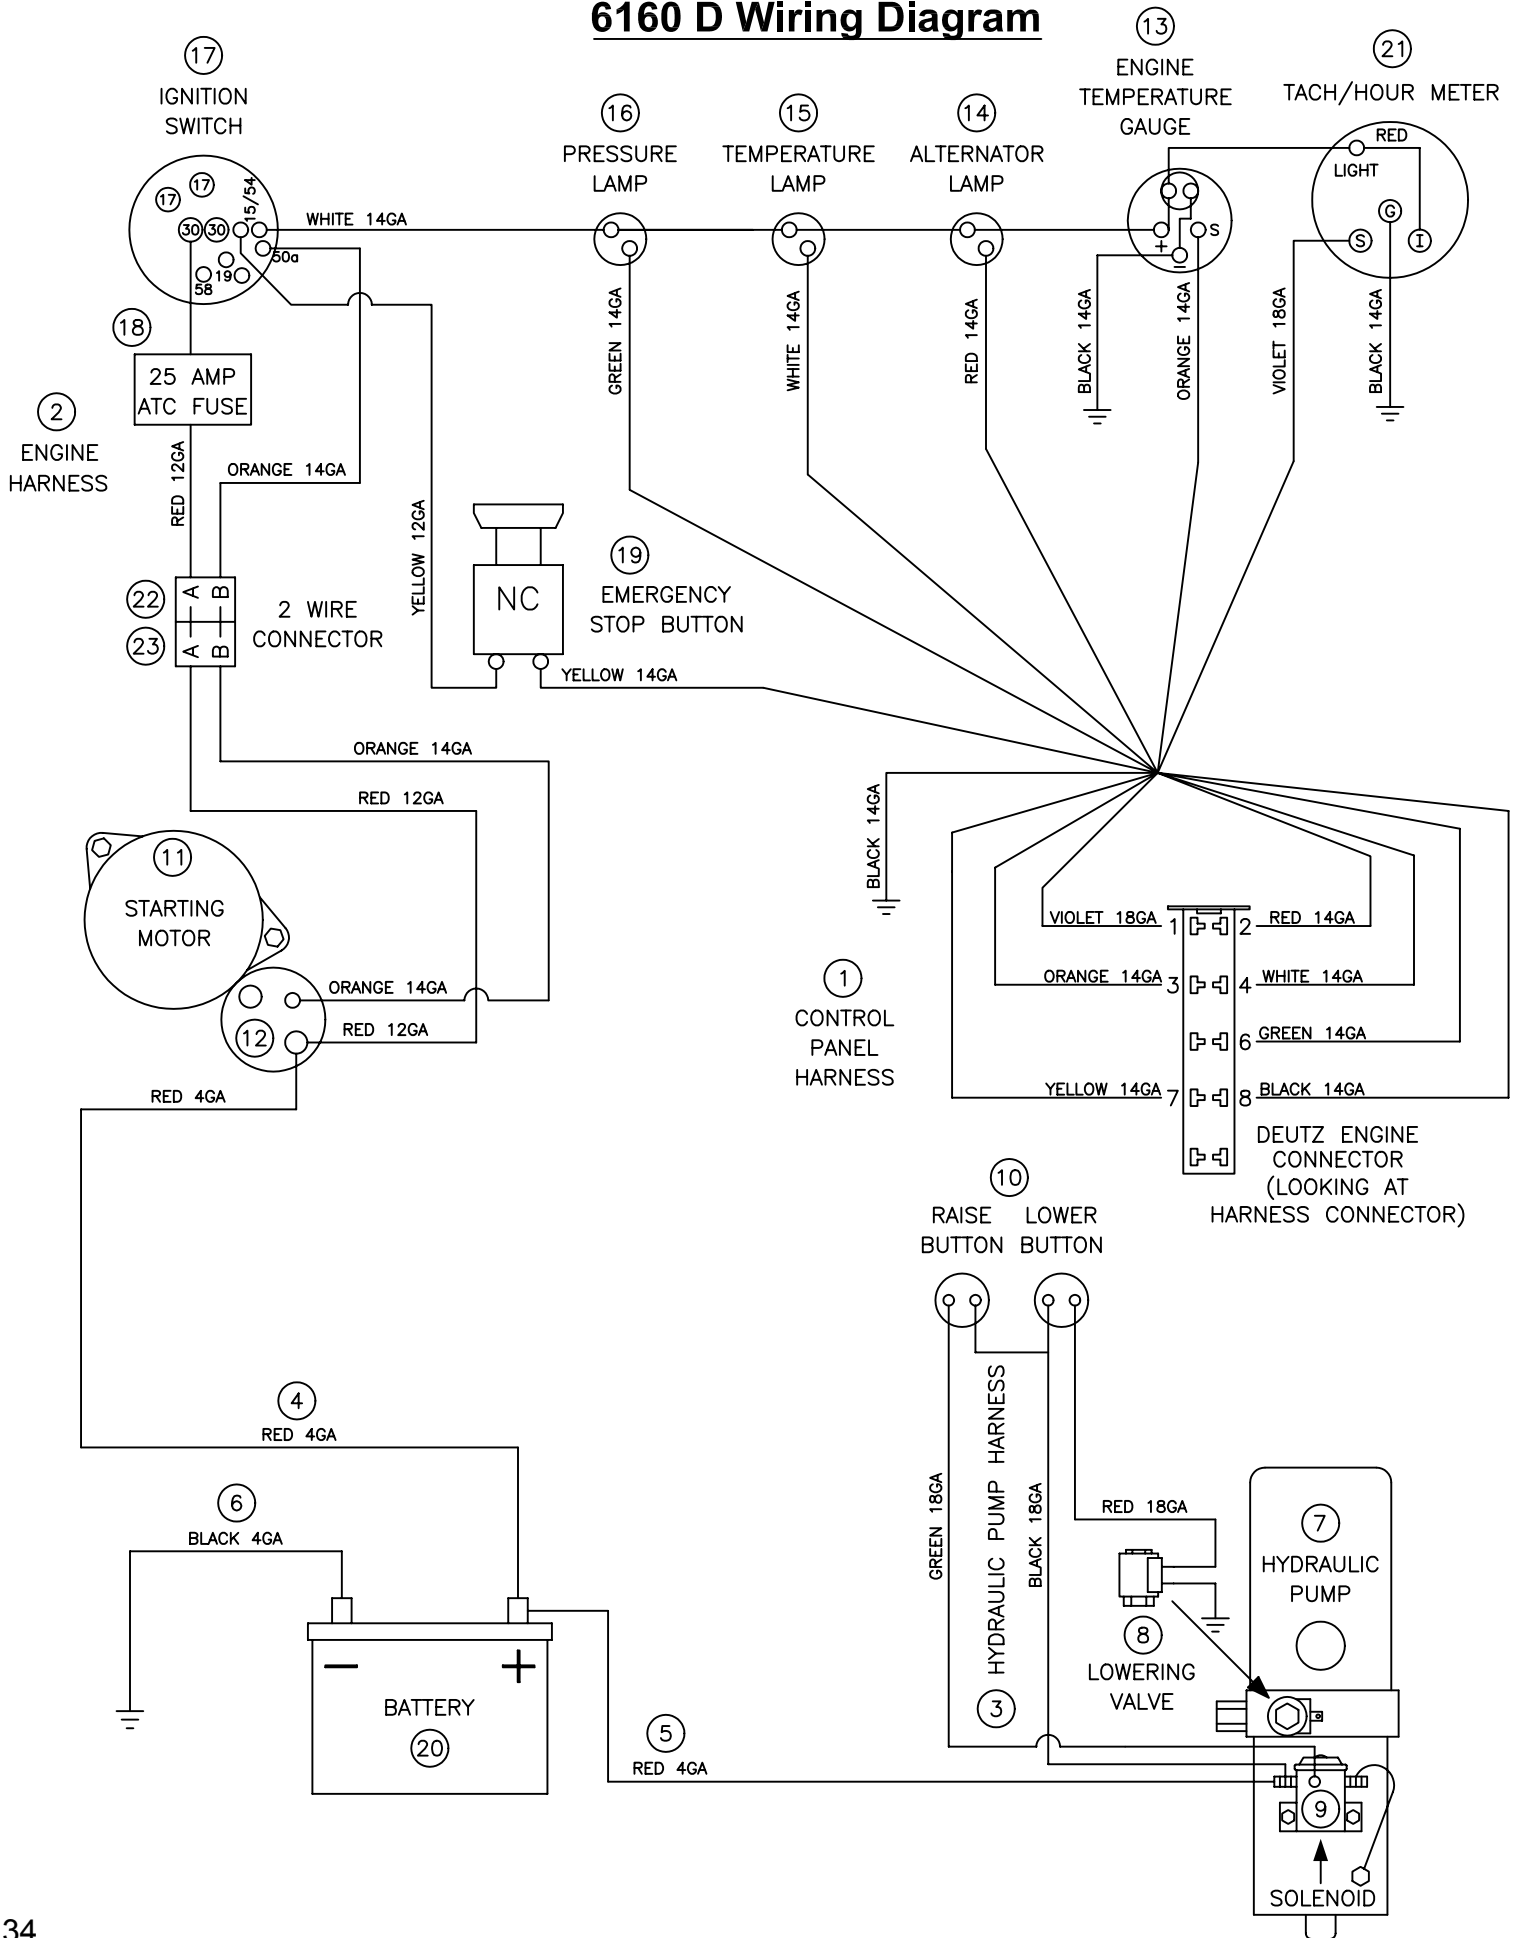 6160 D Wiring Diagram
17
IGNITION
SWITCH
16
PRESSURE
LAMP
15
TEMPERATURE
LAMP
14
ALTERNATOR
LAMP
13
ENGINE
TEMPERATURE
GAUGE
21
TACH/HOUR METER
RED
LIGHT
G
S
I
17
17
15/54
30
30
50a
19
58
WHITE 14GA
+
−
S
18
25 AMP
ATC FUSE
2
ENGINE
HARNESS
RED 12GA
ORANGE 14GA
YELLOW 12GA
GREEN 14GA
WHITE 14GA
RED 14GA
BLACK 14GA
ORANGE 14GA
VIOLET 18GA
BLACK 14GA
NC
19
EMERGENCY
STOP BUTTON
22
23
A
B
A
B
2 WIRE
CONNECTOR
YELLOW 14GA
ORANGE 14GA
RED 12GA
11
STARTING
MOTOR
12
ORANGE 14GA
RED 12GA
RED 4GA
BLACK 14GA
1
CONTROL
PANEL
HARNESS
VIOLET 18GA 1
2 RED 14GA
ORANGE 14GA 3
4 WHITE 14GA
6 GREEN 14GA
YELLOW 14GA 7
8 BLACK 14GA
DEUTZ ENGINE
CONNECTOR
(LOOKING AT
HARNESS CONNECTOR)
10
RAISE
BUTTON
LOWER
BUTTON
4
RED 4GA
6
BLACK 4GA
−
+
BATTERY
20
5
RED 4GA
GREEN 18GA
HYDRAULIC PUMP HARNESS
3
BLACK 18GA
RED 18GA
8
LOWERING
VALVE
7
HYDRAULIC
PUMP
9
SOLENOID
34